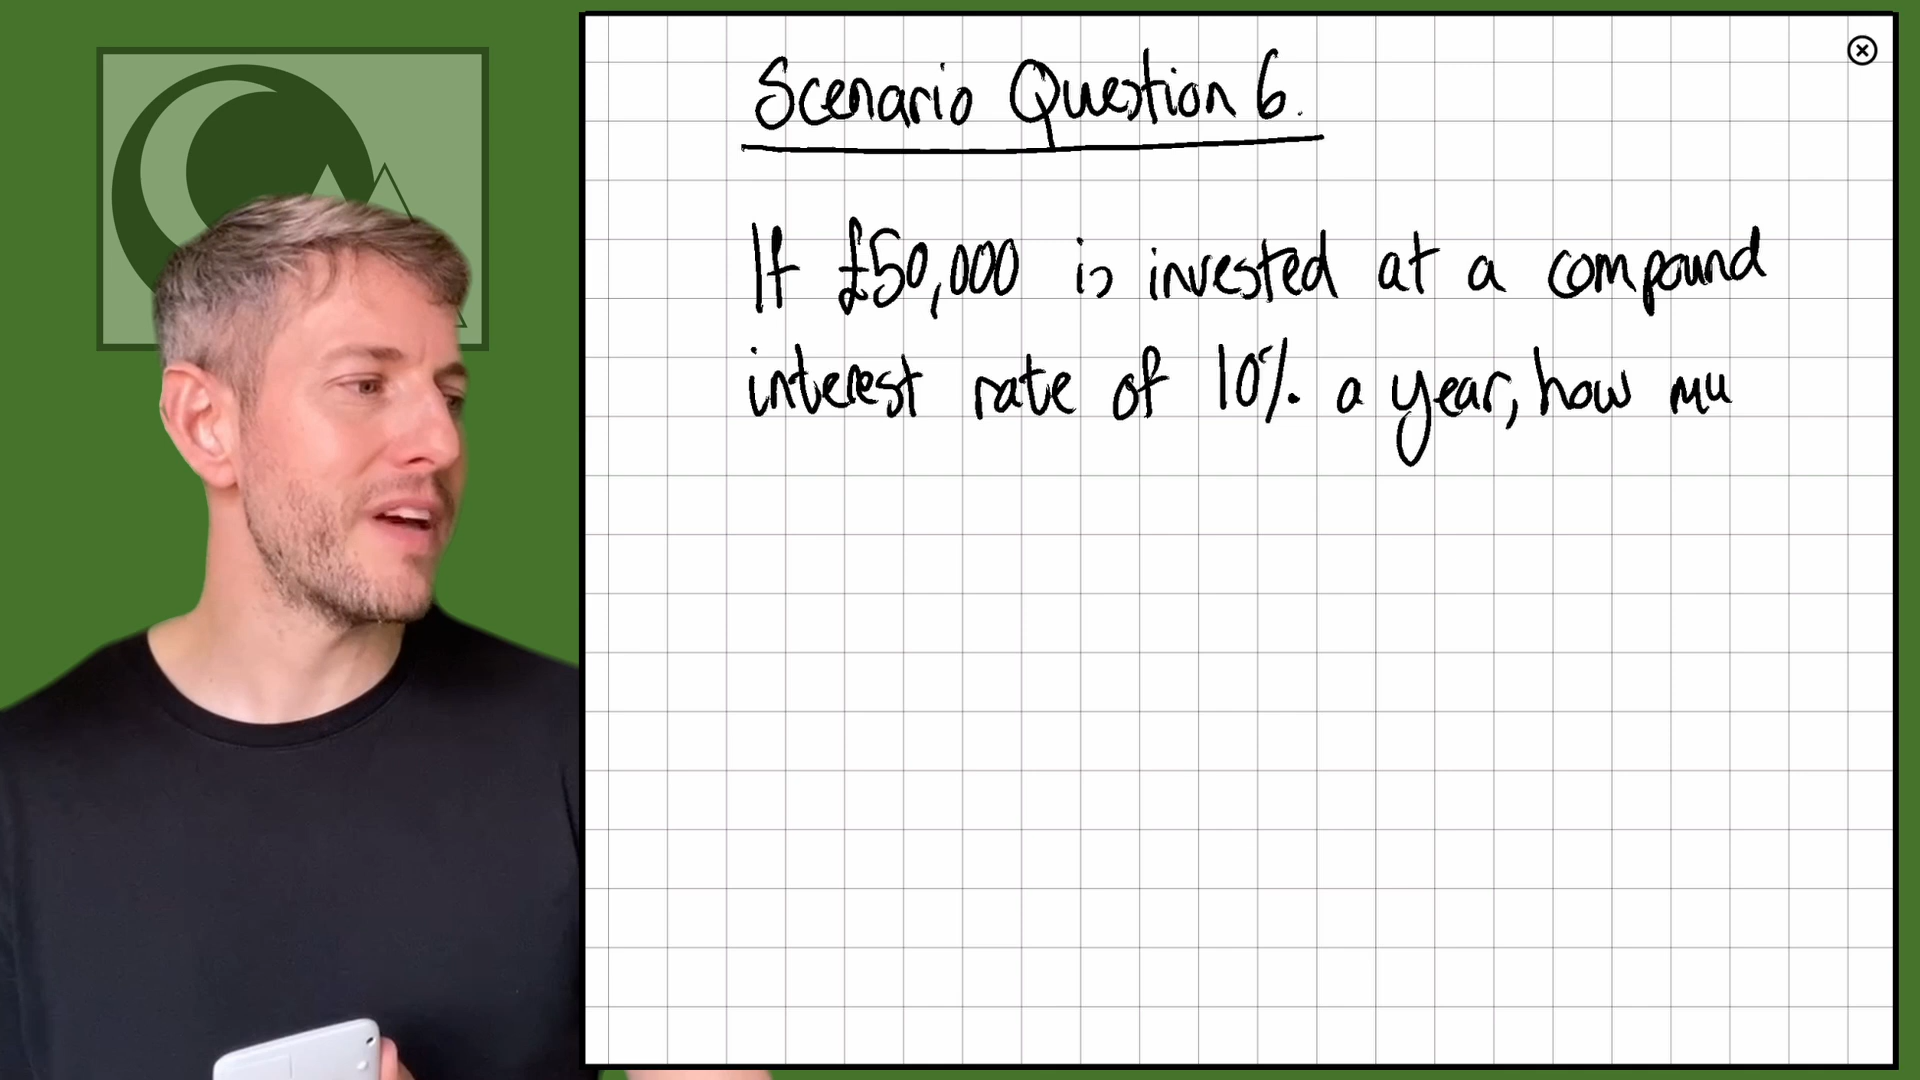 Scenario Question 6.
If £50,000 is invested at a compound
interest rate of 10% a year, how mu